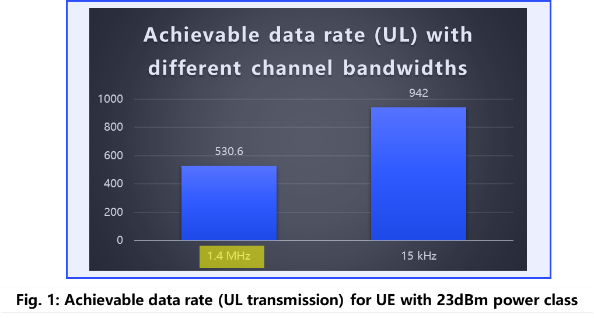 Achievable data rate (UL) with
different channel bandwidths
1000
800
600
400
200
0
530.6
942
1.4 MHz
15 kHz
Fig. 1: Achievable data rate (UL transmission) for UE with 23dBm power class